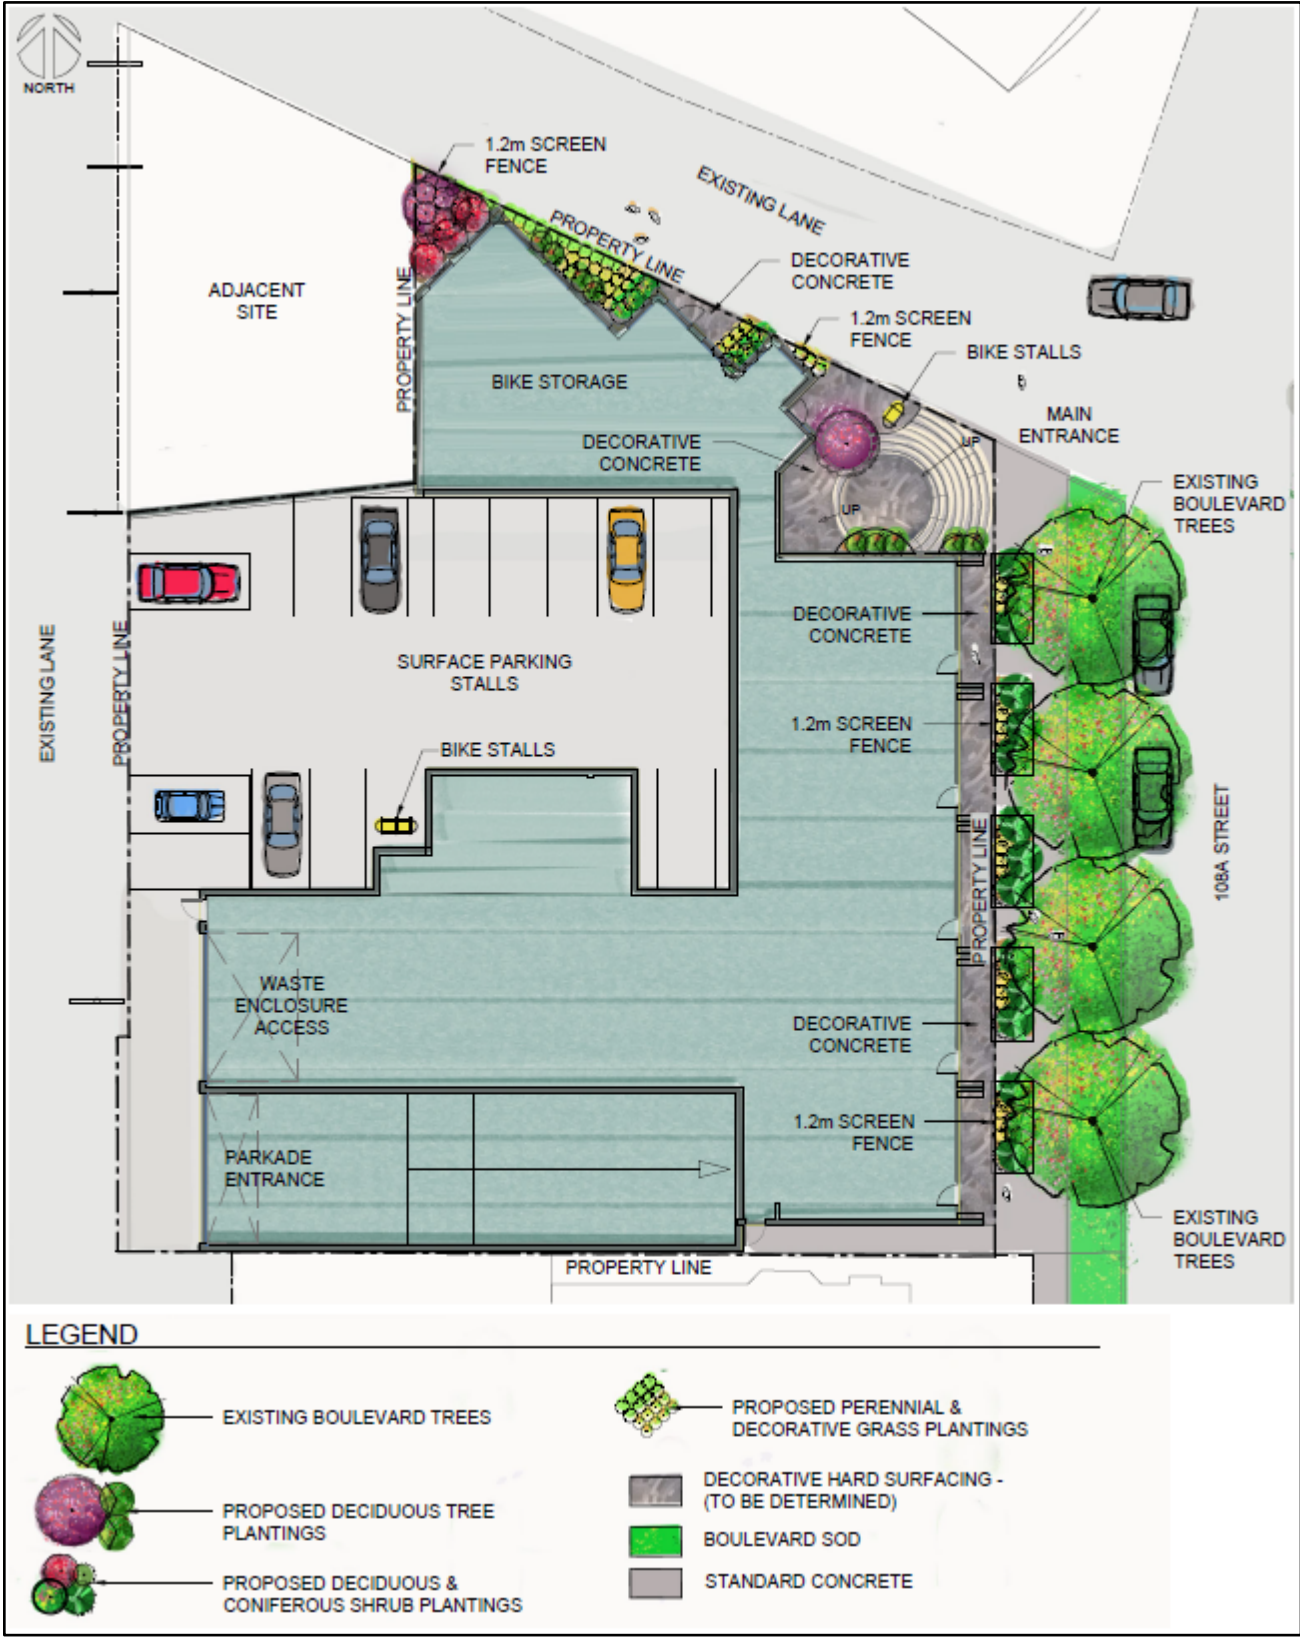 NORTH
1.2m SCREEN
FENCE
EXISTING LANE
PROPERTY LINE
DECORATIVE
CONCRETE
ADJACENT
SITE
PROPERTY LINE
1.2m SCREEN
FENCE
BIKE STALLS
BIKE STORAGE
MAIN
ENTRANCE
DECORATIVE
CONCRETE
UP
EXISTING
BOULEVARD
TREES
UP
DECORATIVE
CONCRETE
EXISTING LANE
PROPERTY LINE
SURFACE PARKING
STALLS
1.2m SCREEN
FENCE
BIKE STALLS
108A STREET
PROPERTY LINE
WASTE
ENCLOSURE
ACCESS
DECORATIVE
CONCRETE
1.2m SCREEN
FENCE
PARKADE
ENTRANCE
EXISTING
BOULEVARD
TREES
PROPERTY LINE
LEGEND
EXISTING BOULEVARD TREES
PROPOSED DECIDUOUS TREE
PLANTINGS
PROPOSED DECIDUOUS &
CONIFEROUS SHRUB PLANTINGS
PROPOSED PERENNIAL &
DECORATIVE GRASS PLANTINGS
DECORATIVE HARD SURFACING -
(TO BE DETERMINED)
BOULEVARD SOD
STANDARD CONCRETE